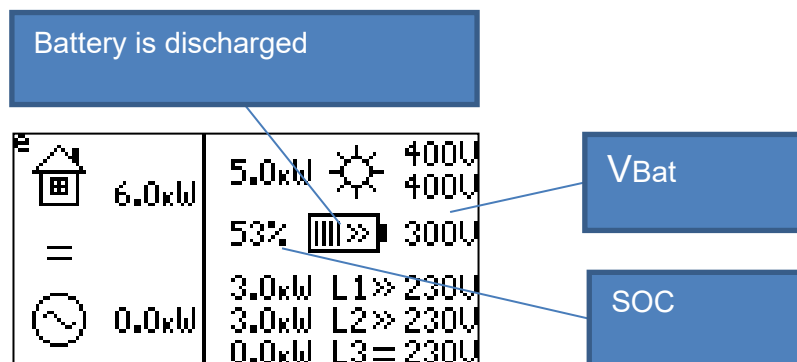 Battery is discharged
e
6.0kW
5.0kW 400V
400V
VBat
53% 300V
=
SOC
0.0kW
3.0kW L1» 230V
3.0kW L2» 230V
0.0kW L3= 230V